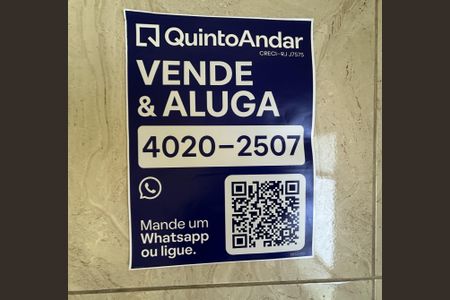 QuintoAndar
CRECI-RJ J7575
VENDE
& ALUGA
4020-2507
Mande um
Whatsapp
ou ligue.